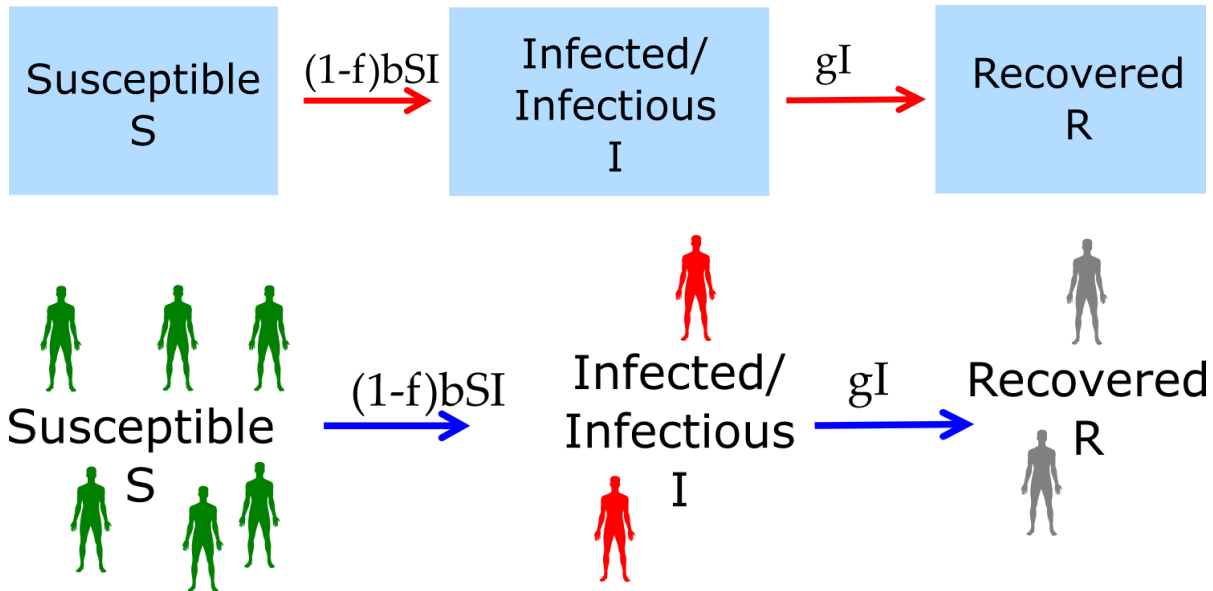 Susceptible
S
(1-f)bSI
Infected/
Infectious
I
gI
Recovered
R
Susceptible
S
(1-f)bSI
Infected/
Infectious
I
gI
Recovered
R